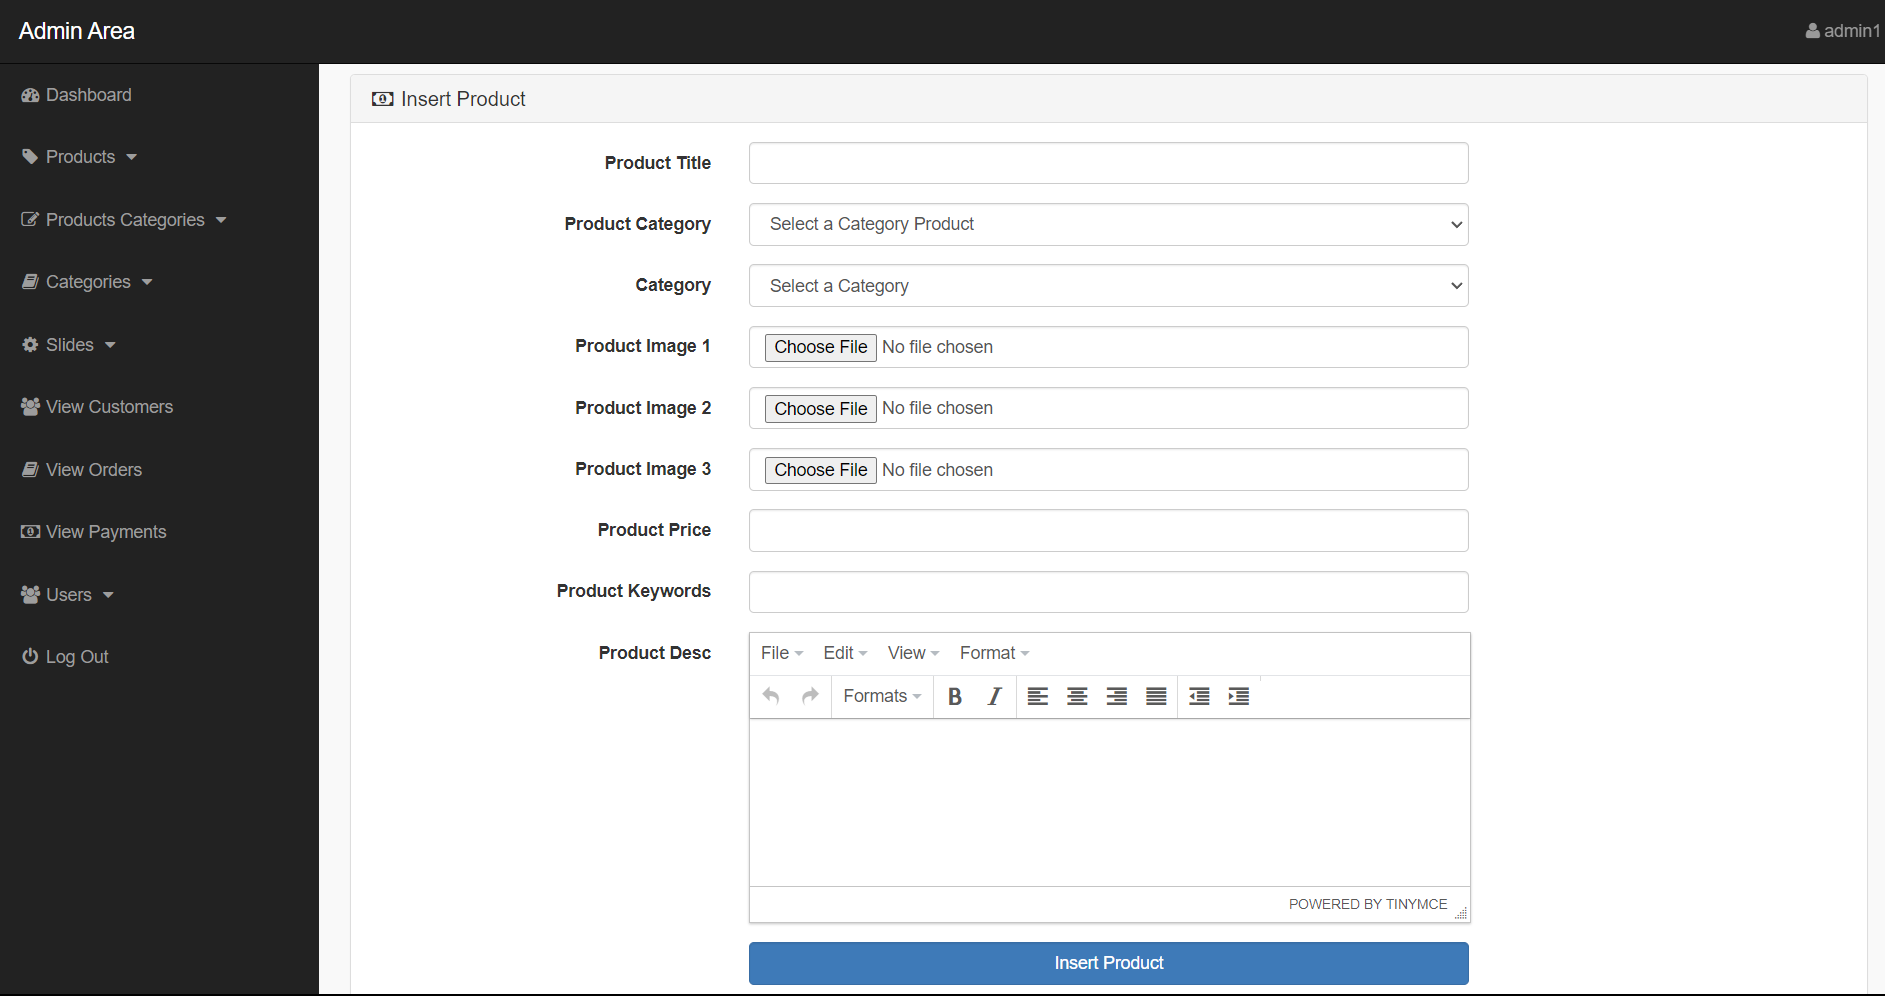 Admin Area
admin1
Dashboard
Products
Products Categories
Categories
Slides
View Customers
View Orders
View Payments
Users
Log Out
Insert Product
Product Title
Product Category
Select a Category Product
Category
Select a Category
Product Image 1
Choose File No file chosen
Product Image 2
Choose File No file chosen
Product Image 3
Choose File No file chosen
Product Price
Product Keywords
Product Desc
File Edit View Format
Formats B I
POWERED BY TINYMCE
Insert Product